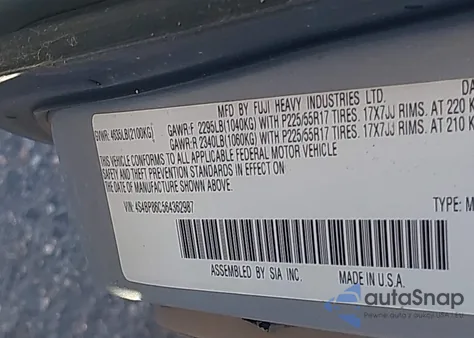 MFD. BY FUJI HEAVY INDUSTRIES LTD. DA
GVWR: 4635LB(2100KG) GAWR:F 2295LB(1040KG) WITH P225/65R17 TIRES, 17X7JJ RIMS. AT 220
GAWR:R 2340LB(1060KG) WITH P225/65R17 TIRES, 17X7JJ RIMS. AT 210 K
THIS VEHICLE CONFORMS TO ALL APPLICABLE FEDERAL MOTOR VEHICLE
SAFETY, BUMPER, AND THEFT PREVENTION STANDARDS IN EFFECT ON
THE DATE OF MANUFACTURE SHOWN ABOVE.
VIN: 4S4BP86C564362987 TYPE: M
ASSEMBLED BY SIA INC. MADE IN U.S.A.
autoSnap